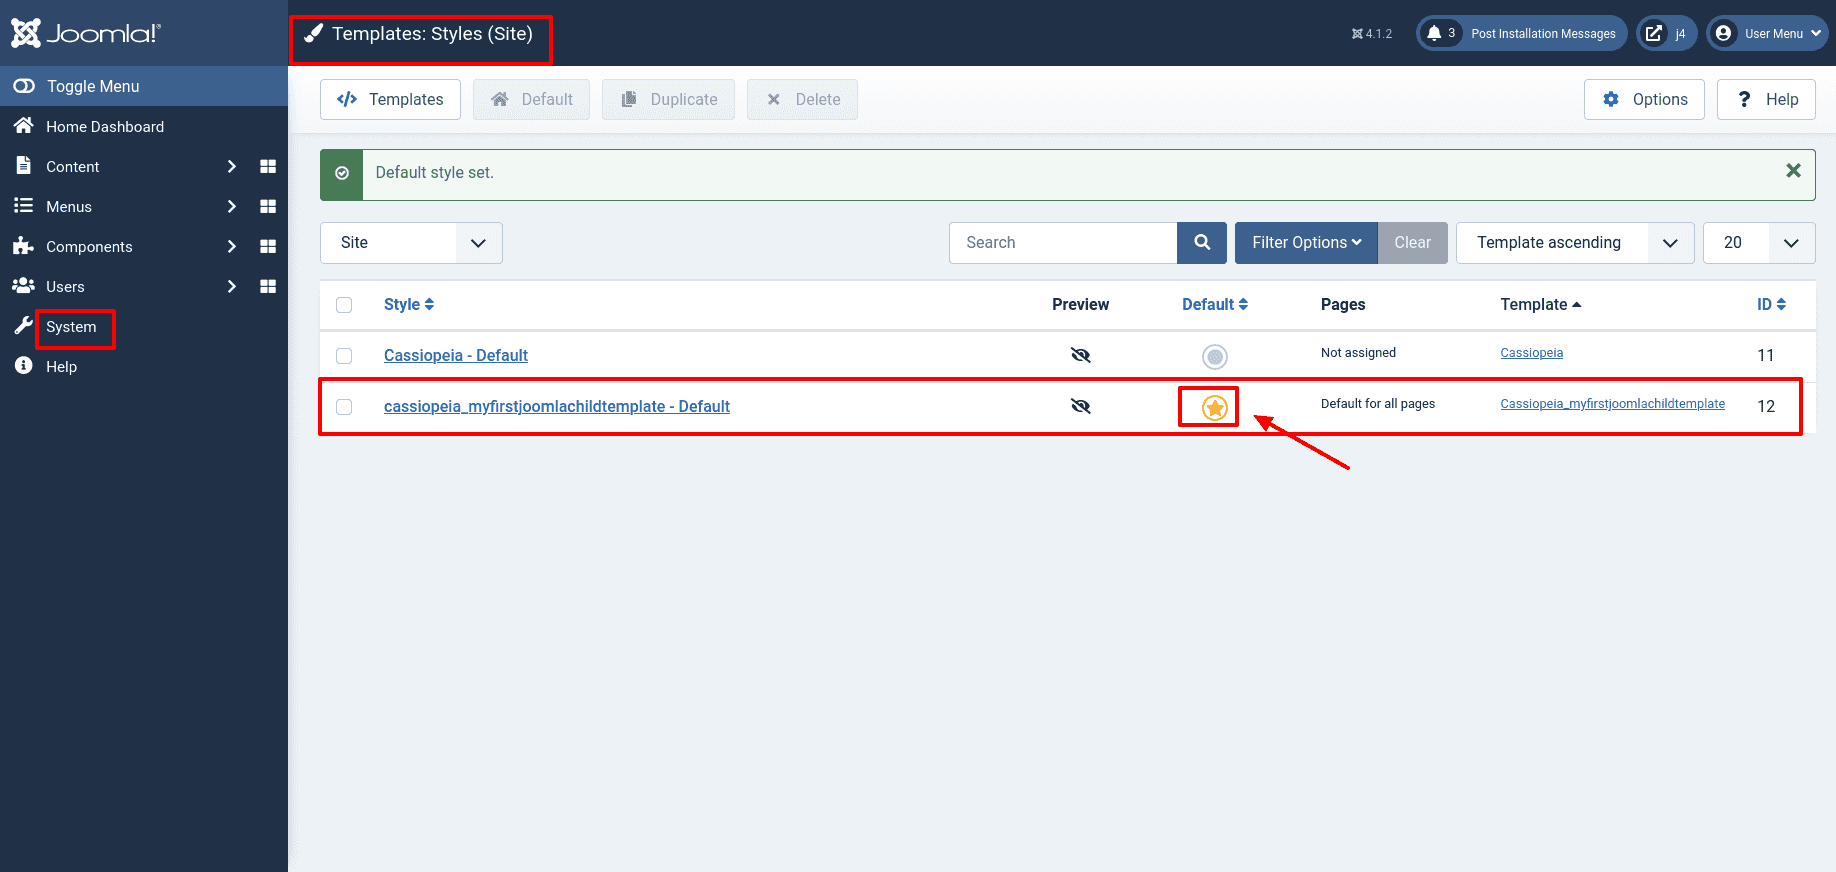 Joomla!®
Templates: Styles (Site)
4.1.2
3 Post Installation Messages
j4
User Menu
Toggle Menu
Home Dashboard
Content
Menus
Components
Users
System
Help
Templates
Default
Duplicate
Delete
Options
? Help
Default style set.
Site
Search
Filter Options
Clear
Template ascending
20
Style Preview Default Pages Template ID
Cassiopeia - Default Not assigned Cassiopeia 11
cassiopeia_myfirstjoomlachildtemplate - Default Default for all pages Cassiopeia_myfirstjoomlachildtemplate 12